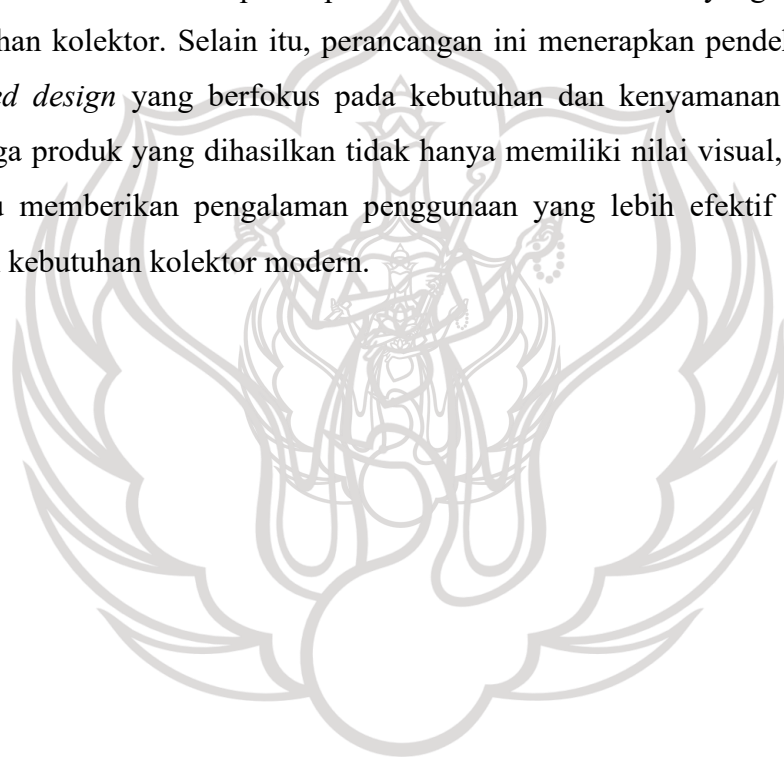 han kolektor. Selain itu, perancangan ini menerapkan pende
ed design yang berfokus pada kebutuhan dan kenyamanan
ga produk yang dihasilkan tidak hanya memiliki nilai visual,
u memberikan pengalaman penggunaan yang lebih efektif
kebutuhan kolektor modern.